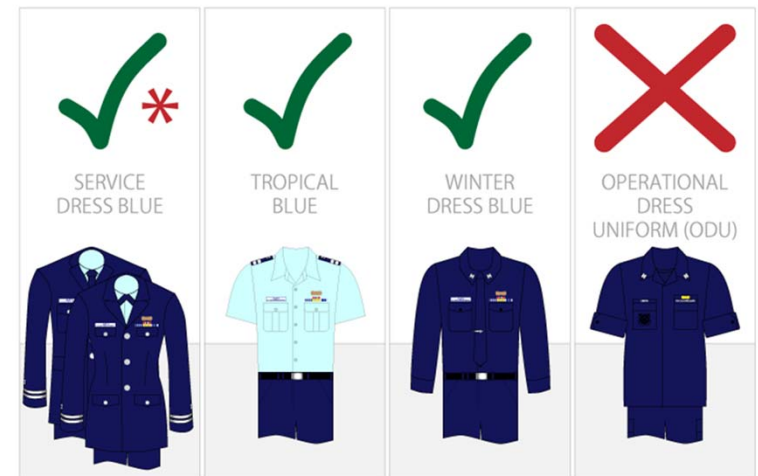 SERVICE
DRESS BLUE
TROPICAL
BLUE
WINTER
DRESS BLUE
OPERATIONAL
DRESS
UNIFORM (ODU)